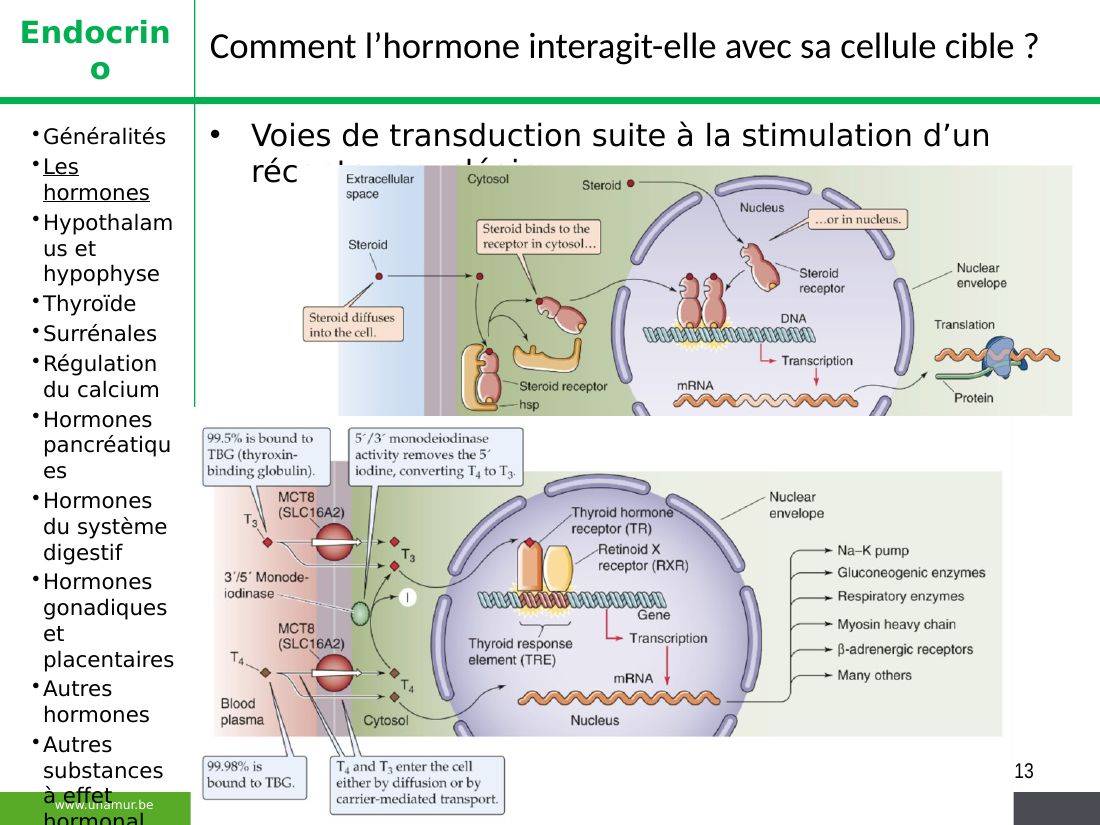 Endocrin
o
Comment l’hormone interagit-elle avec sa cellule cible ?
•Généralités
•Les
hormones
•Hypothalam
us et
hypophyse
•Thyroïde
•Surrénales
•Régulation
du calcium
•Hormones
pancréatiqu
es
•Hormones
du système
digestif
•Hormones
gonadiques
et
placentaires
•Autres
hormones
•Autres
substances
à effet
hormonal
www.unamur.be
• Voies de transduction suite à la stimulation d’un
Extracellular
space
Cytosol
Steroid
Nucleus
…or in nucleus.
Steroid binds to the
receptor in cytosol…
Steroid
Steroid diffuses
into the cell.
Steroid
receptor
Nuclear
envelope
DNA
Translation
Transcription
Steroid receptor
hsp
mRNA
Protein
99.5% is bound to
TBG (thyroxin-
binding globulin).
5´/3´ monodeiodinase
activity removes the 5´
iodine, converting T4 to T3.
MCT8
(SLC16A2)
T3
T3
3´/5´ Monode-
iodinase
I
MCT8
(SLC16A2)
T4
T4
Blood
plasma
Cytosol
Thyroid hormone
receptor (TR)
Retinoid X
receptor (RXR)
Nuclear
envelope
Gene
Thyroid response
element (TRE)
Transcription
mRNA
Nucleus
Na–K pump
Gluconeogenic enzymes
Respiratory enzymes
Myosin heavy chain
β-adrenergic receptors
Many others
99.98% is
bound to TBG.
T4 and T3 enter the cell
either by diffusion or by
carrier-mediated transport.
13